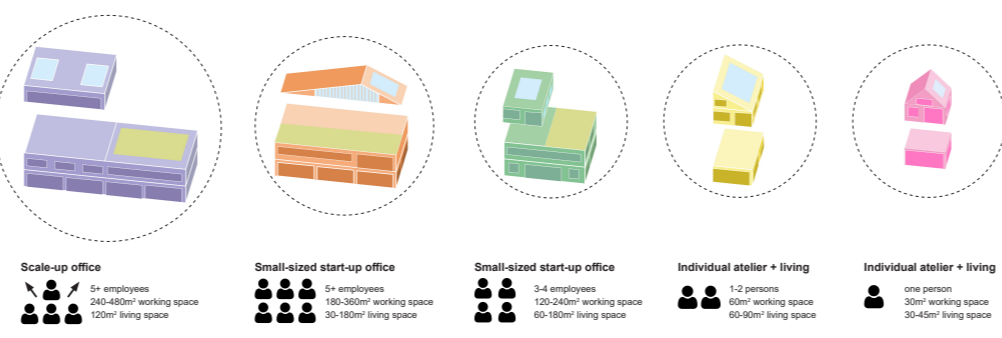 Scale-up office
5+ employees
240-480m² working space
120m² living space
Small-sized start-up office
5+ employees
180-360m² working space
30-180m² living space
Small-sized start-up office
3-4 employees
120-240m² working space
60-180m² living space
Individual atelier + living
1-2 persons
60m² working space
60-90m² living space
Individual atelier + living
one person
30m² working space
30-45m² living space